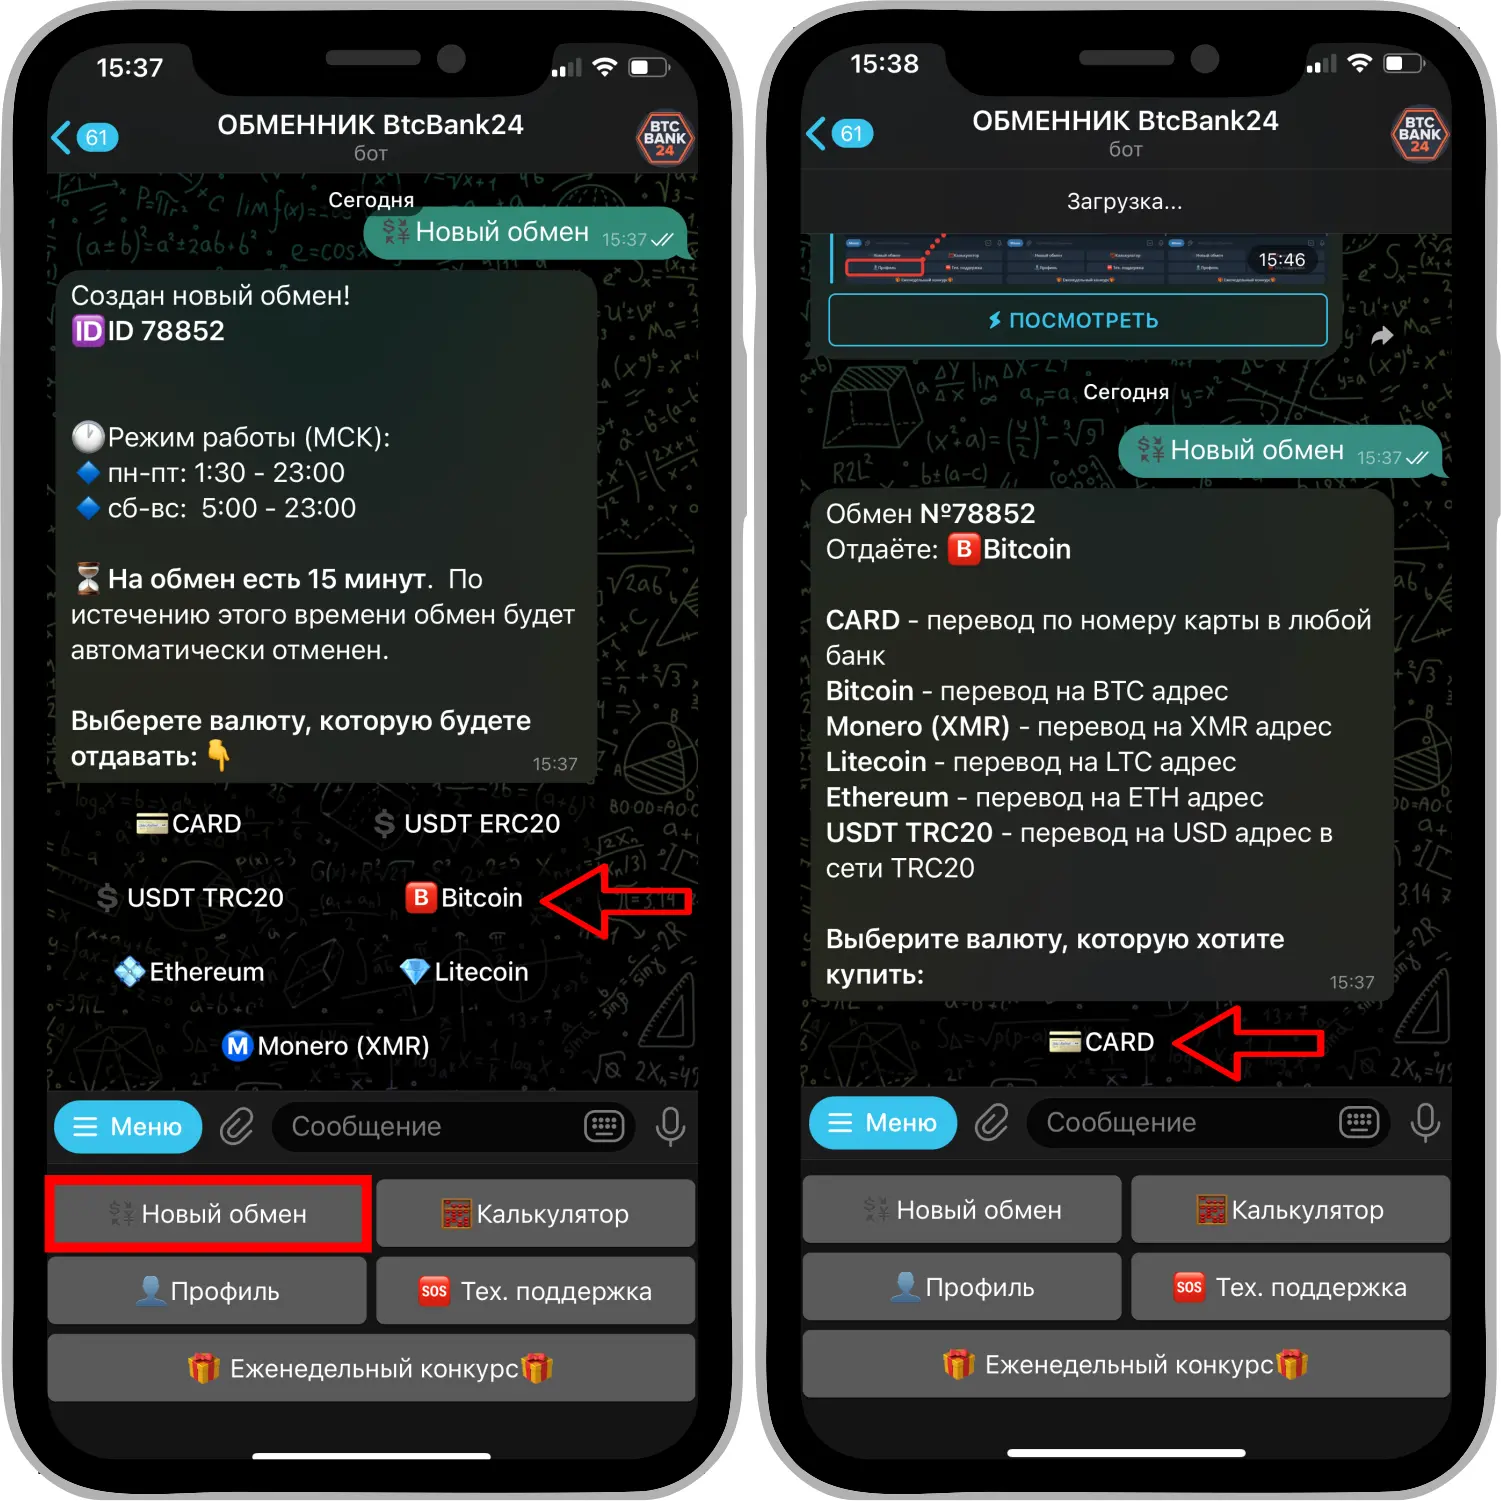 15:37
61
ОБМЕННИК BtcBank24
бот
BTC
BANK
24
Сегодня
Новый обмен 15:37
Создан новый обмен!
ID ID 78852
Режим работы (МСК):
пн-пт: 1:30 - 23:00
сб-вс: 5:00 - 23:00
На обмен есть 15 минут. По
истечению этого времени обмен будет
автоматически отменен.
Выберете валюту, которую будете
отдавать:
15:37
CARD
USDT ERC20
USDT TRC20
B Bitcoin
Ethereum
Litecoin
M Monero (XMR)
Меню
Сообщение
Новый обмен
Калькулятор
Профиль
SOS Тех. поддержка
Еженедельный конкурс
15:38
61
ОБМЕННИК BtcBank24
бот
BTC
BANK
24
Загрузка...
15:46
ПОСМОТРЕТЬ
Сегодня
Новый обмен 15:37
Обмен №78852
Отдаёте: B Bitcoin
CARD - перевод по номеру карты в любой
банк
Bitcoin - перевод на BTC адрес
Monero (XMR) - перевод на XMR адрес
Litecoin - перевод на LTC адрес
Ethereum - перевод на ETH адрес
USDT TRC20 - перевод на USD адрес в
сети TRC20
Выберите валюту, которую хотите
купить:
15:37
CARD
Меню
Сообщение
Новый обмен
Калькулятор
Профиль
SOS Тех. поддержка
Еженедельный конкурс